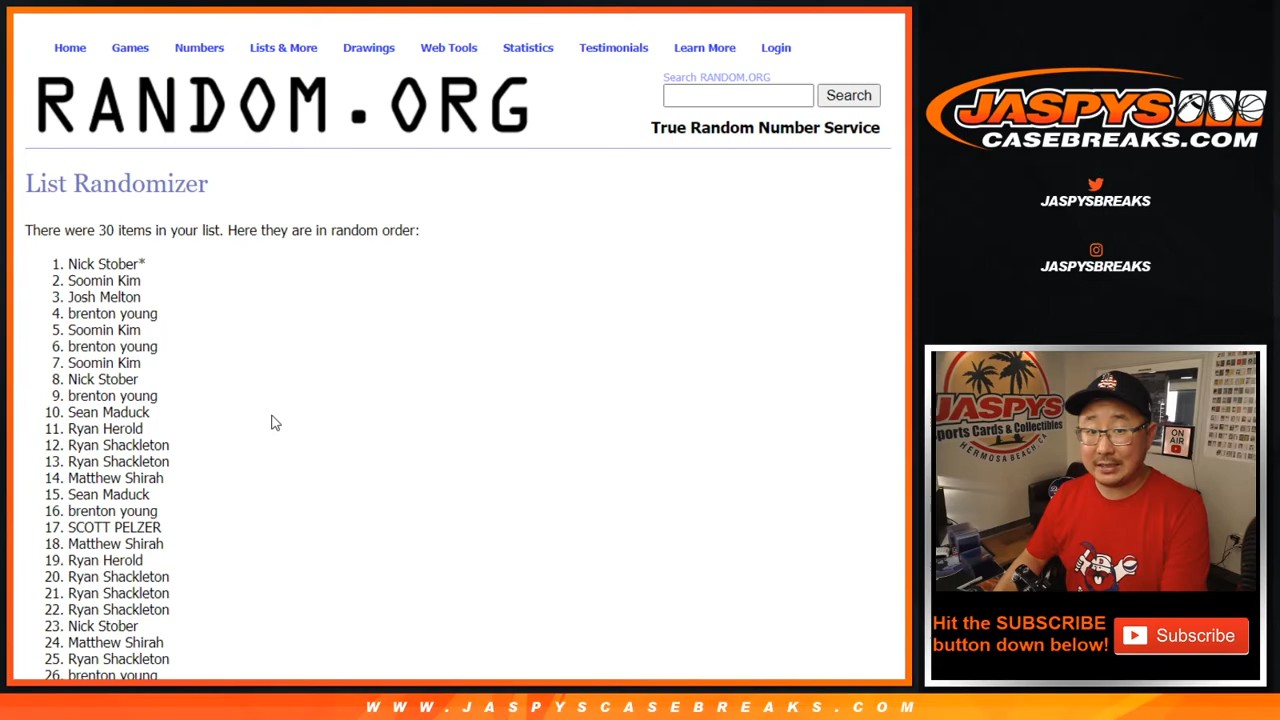 Home Games Numbers Lists & More Drawings Web Tools Statistics Testimonials Learn More Login
RANDOM.ORG
Search RANDOM.ORG
Search
True Random Number Service
List Randomizer
There were 30 items in your list. Here they are in random order:
1. Nick Stober*
2. Soomin Kim
3. Josh Melton
4. brenton young
5. Soomin Kim
6. brenton young
7. Soomin Kim
8. Nick Stober
9. brenton young
10. Sean Maduck
11. Ryan Herold
12. Ryan Shackleton
13. Ryan Shackleton
14. Matthew Shirah
15. Sean Maduck
16. brenton young
17. SCOTT PELZER
18. Matthew Shirah
19. Ryan Herold
20. Ryan Shackleton
21. Ryan Shackleton
22. Ryan Shackleton
23. Nick Stober
24. Matthew Shirah
25. Ryan Shackleton
26. brenton young
JASPYS
CASEBREAKS.COM
JASPYSBREAKS
JASPYSBREAKS
JASPYS
Sports Cards & Collectibles
HERMOSA BEACH, CA
ON
AIR
Hit the SUBSCRIBE
button down below!
Subscribe
WWW.JASPYSCASEBREAKS.COM